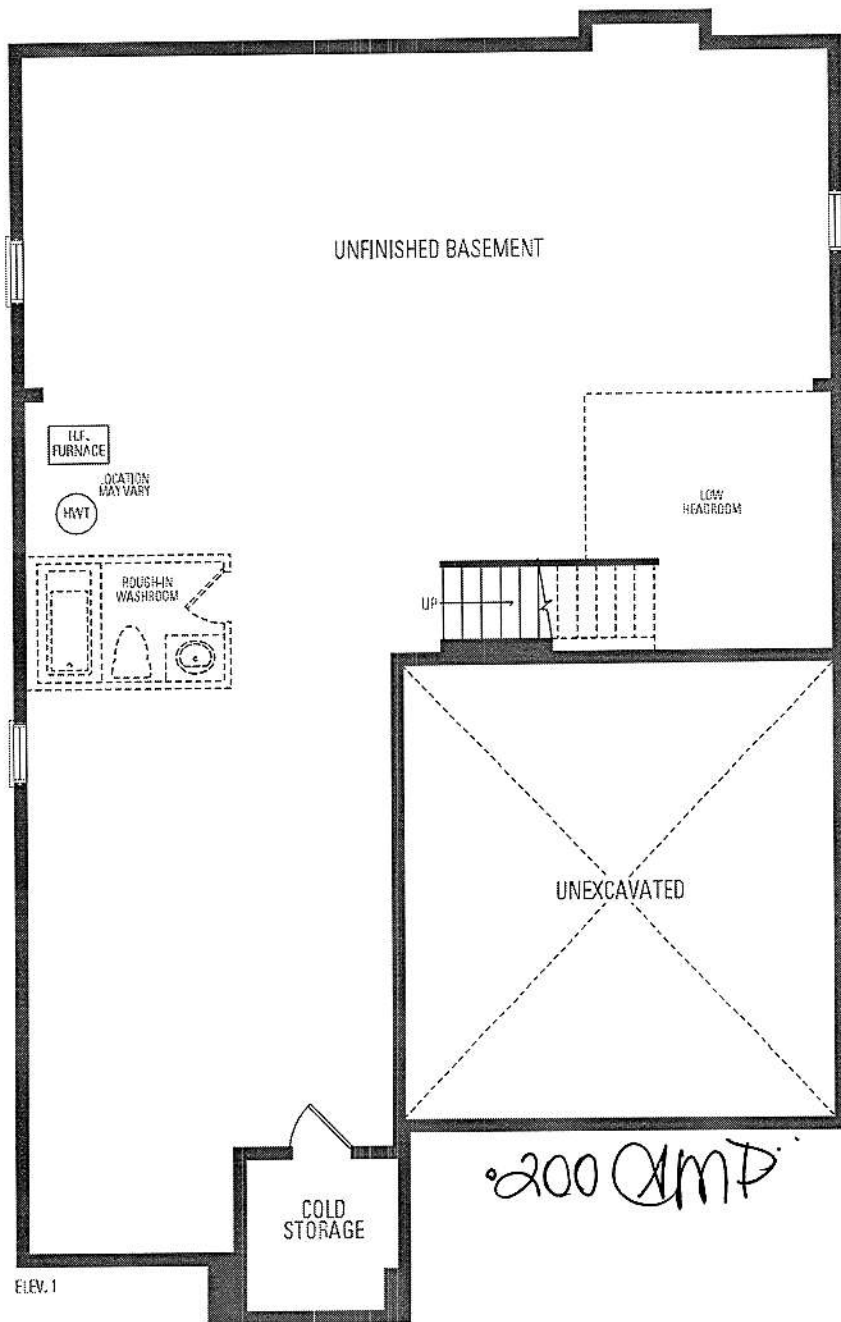 UNFINISHED BASEMENT
H.F.
FURNACE
LOCATION
MAY VARY
HWT
LOW
HEADROOM
ROUGH-IN
WASHROOM
UP
UNEXCAVATED
200 AMP
COLD
STORAGE
ELEV. 1